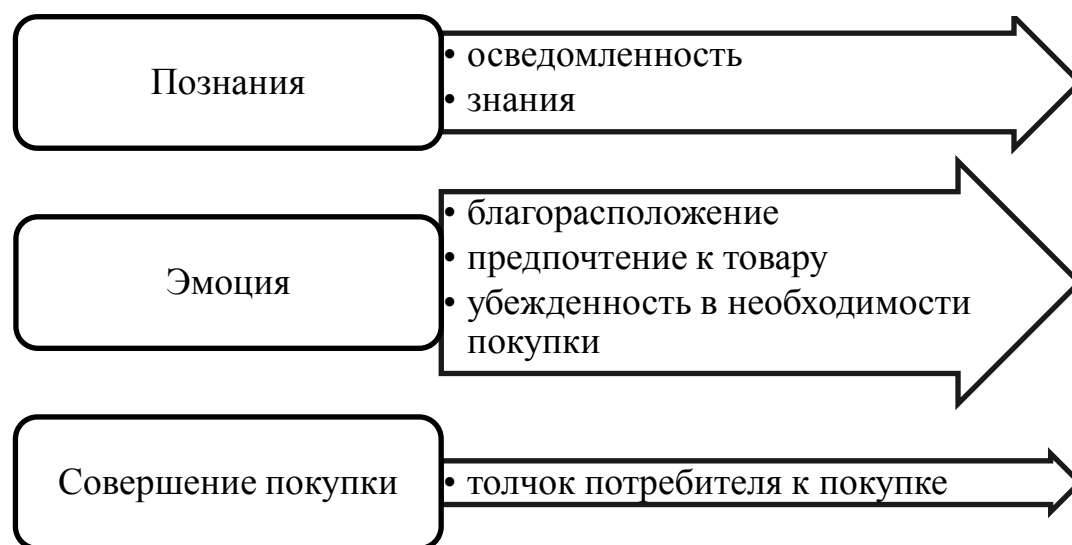 Познания
• осведомленность
• знания
Эмоция
• благорасположение
• предпочтение к товару
• убежденность в необходимости
покупки
Совершение покупки
• толчок потребителя к покупке